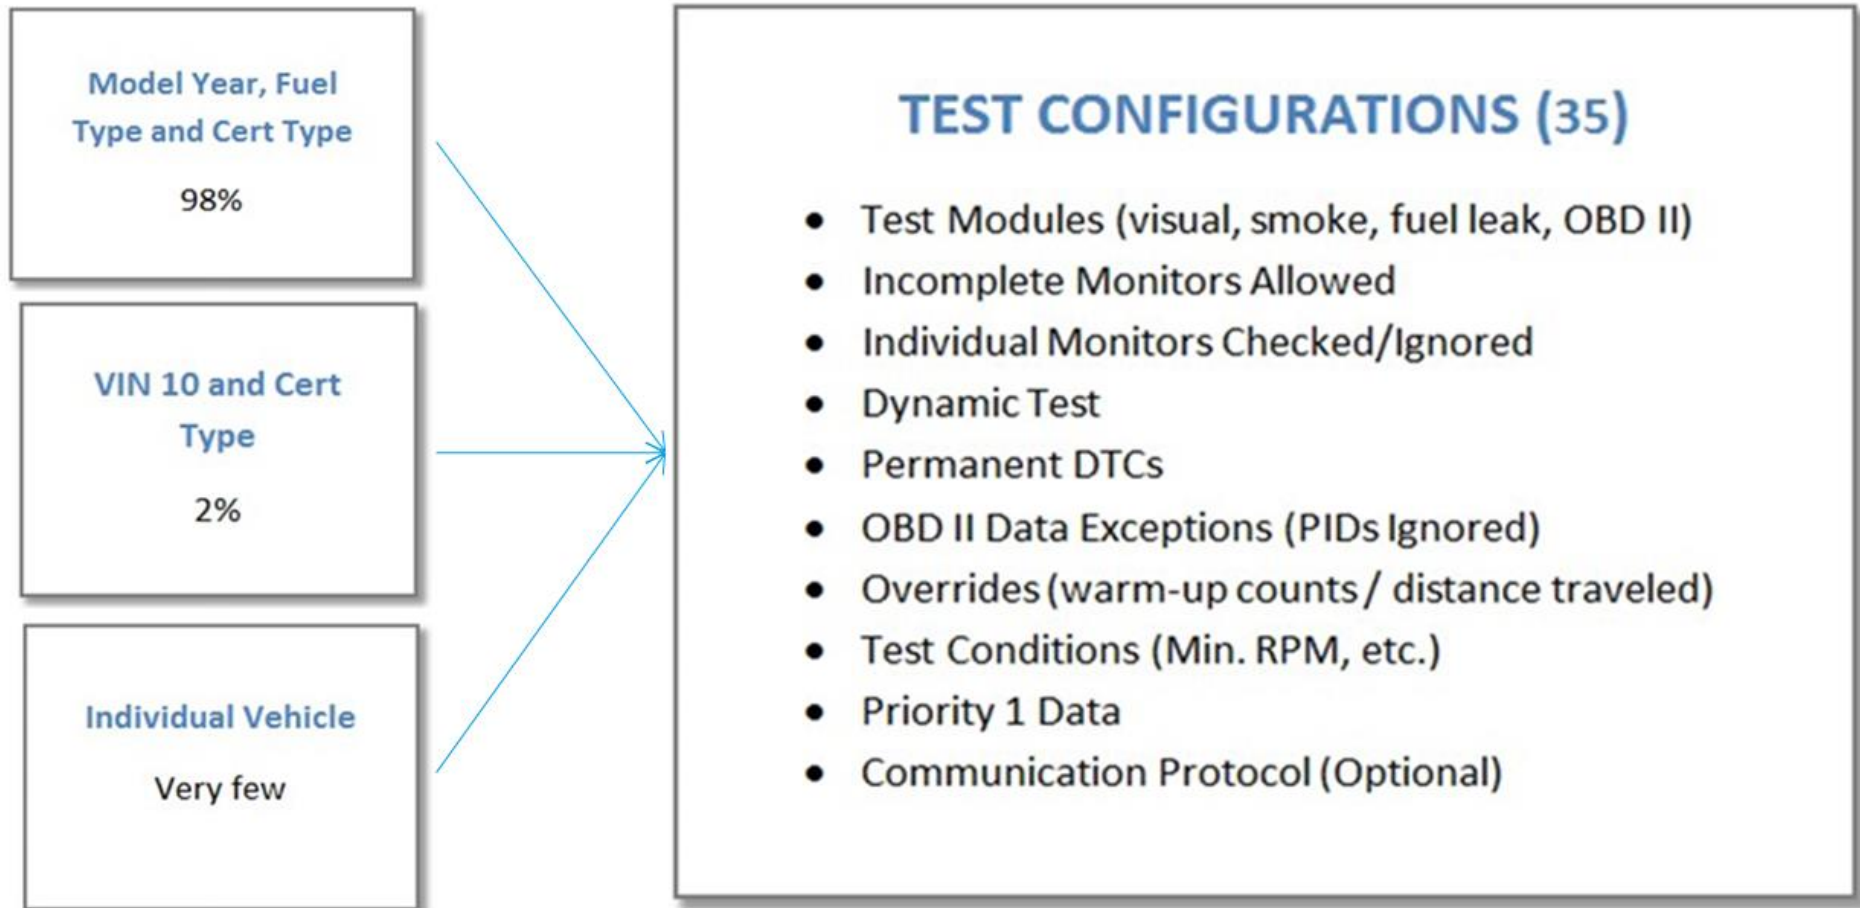 Model Year, Fuel
Type and Cert Type
98%
VIN 10 and Cert
Type
2%
Individual Vehicle
Very few
TEST CONFIGURATIONS (35)
• Test Modules (visual, smoke, fuel leak, OBD II)
• Incomplete Monitors Allowed
• Individual Monitors Checked/Ignored
• Dynamic Test
• Permanent DTCs
• OBD II Data Exceptions (PIDs Ignored)
• Overrides (warm-up counts / distance traveled)
• Test Conditions (Min. RPM, etc.)
• Priority 1 Data
• Communication Protocol (Optional)